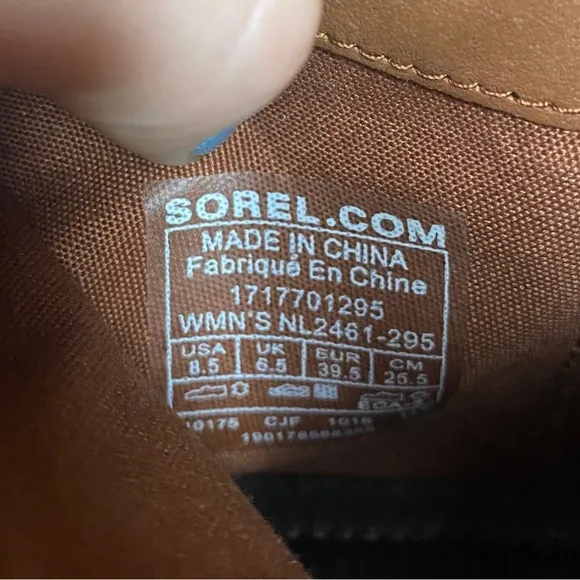 SOREL.COM
MADE IN CHINA
Fabriqué En Chine
1717701295
WMN'S NL2461-295
USA UK EUR CM
8.5 6.5 39.5 25.5
CJF